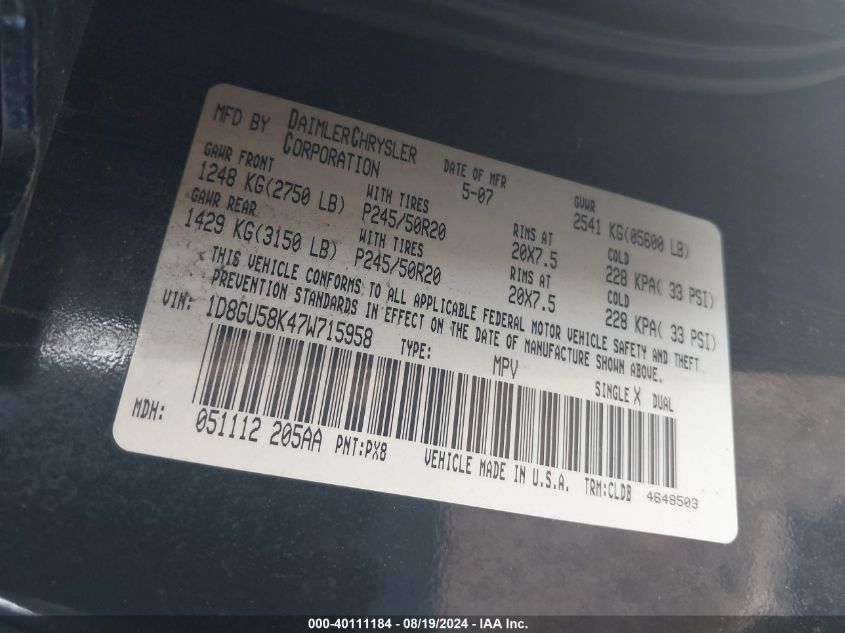 MFD BY DAIMLERCHRYSLER CORPORATION
DATE OF MFR 5-07
GVWR 2541 KG(05600 LB)
GAWR FRONT 1248 KG(2750 LB)
WITH TIRES P245/50R20
RIMS AT 20X7.5
COLD 228 KPA( 33 PSI)
GAWR REAR 1429 KG(3150 LB)
WITH TIRES P245/50R20
RIMS AT 20X7.5
COLD 228 KPA( 33 PSI)
THIS VEHICLE CONFORMS TO ALL APPLICABLE FEDERAL MOTOR VEHICLE SAFETY AND THEFT
PREVENTION STANDARDS IN EFFECT ON THE DATE OF MANUFACTURE SHOWN ABOVE.
VIN: 1D8GU58K47W715958 TYPE: MPV SINGLE X DUAL
MDH: 051112 205AA PNT:PX8 VEHICLE MADE IN U.S.A. TRM:CLDB 4648503
000-40111184 - 08/19/2024 - IAA Inc.